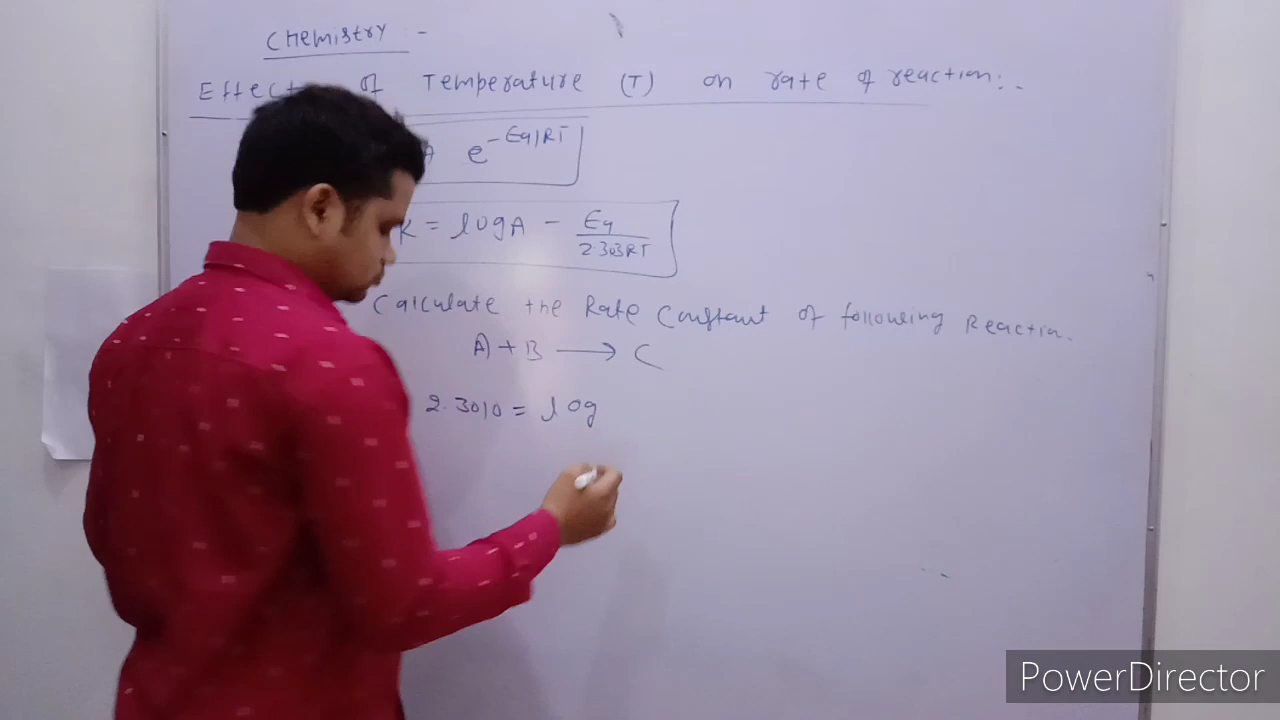 Chemistry -
Effect of Temperature (T) on rate of reaction:-
A e^-Ea/RT
K = log A - Ea/2.303RT
Calculate the Rate Constant of following Reaction.
A + B → C
2.3010 = log
PowerDirector